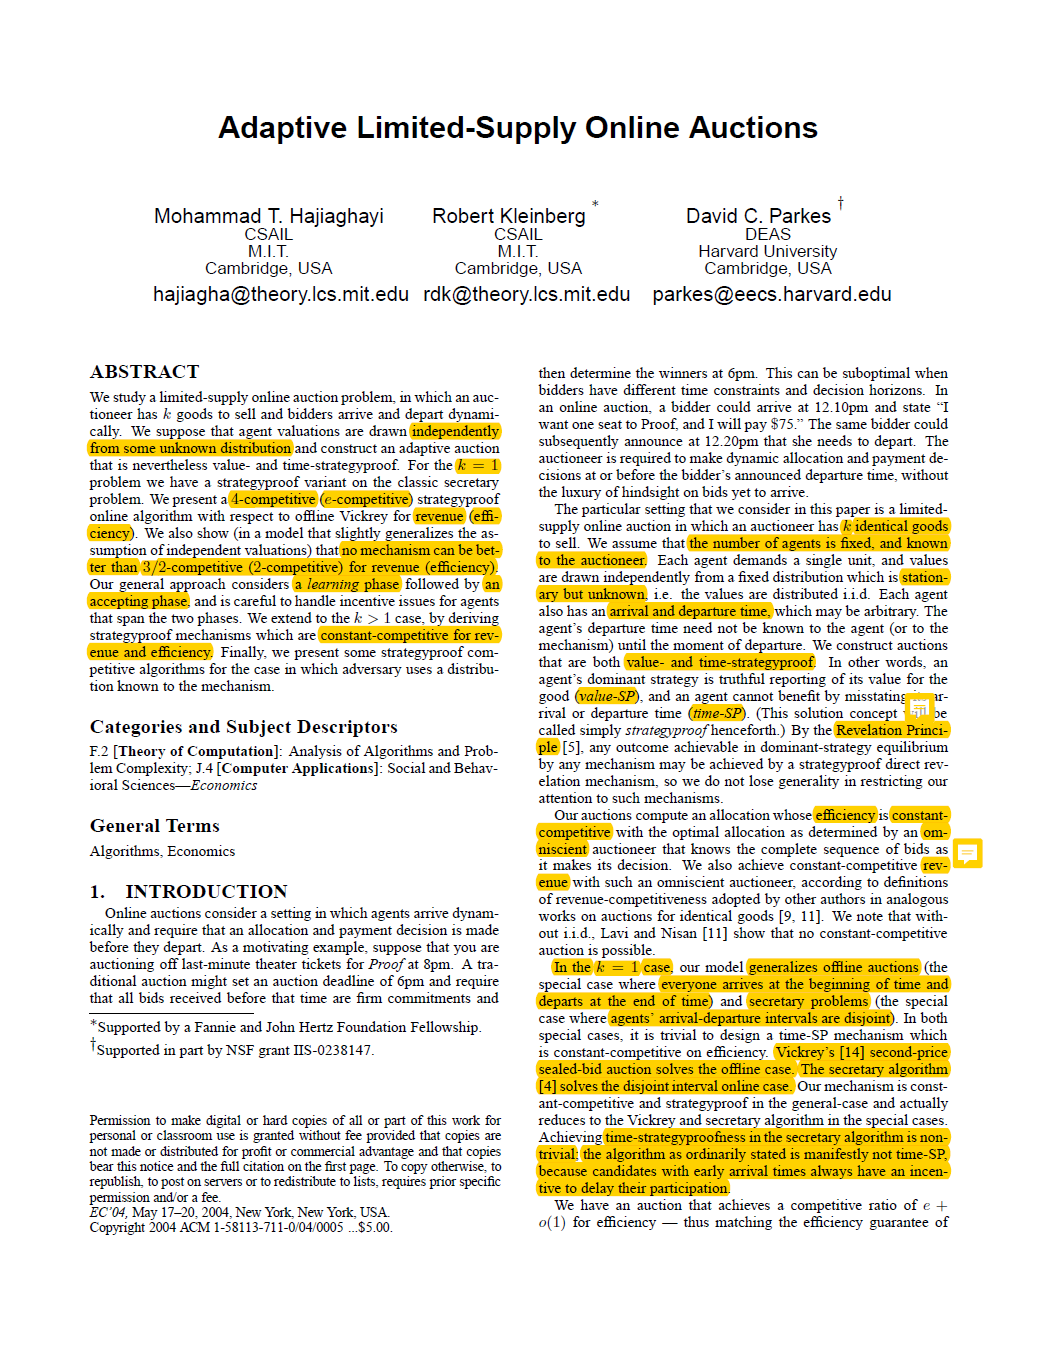 Adaptive Limited-Supply Online Auctions
Mohammad T. Hajiaghayi
CSAIL
M.I.T.
Cambridge, USA
hajiagha@theory.lcs.mit.edu
Robert Kleinberg *
CSAIL
M.I.T.
Cambridge, USA
rdk@theory.lcs.mit.edu
David C. Parkes †
DEAS
Harvard University
Cambridge, USA
parkes@eecs.harvard.edu
ABSTRACT
We study a limited-supply online auction problem, in which an auc-
tioneer has k goods to sell and bidders arrive and depart dynami-
cally. We suppose that agent valuations are drawn independently
from some unknown distribution and construct an adaptive auction
that is nevertheless value- and time-strategyproof. For the k = 1
problem we have a strategyproof variant on the classic secretary
problem. We present a 4-competitive (e-competitive) strategyproof
online algorithm with respect to offline Vickrey for revenue (effi-
ciency). We also show (in a model that slightly generalizes the as-
sumption of independent valuations) that no mechanism can be bet-
ter than 3/2-competitive (2-competitive) for revenue (efficiency).
Our general approach considers a learning phase followed by an
accepting phase, and is careful to handle incentive issues for agents
that span the two phases. We extend to the k > 1 case, by deriving
strategyproof mechanisms which are constant-competitive for rev-
enue and efficiency. Finally, we present some strategyproof com-
petitive algorithms for the case in which adversary uses a distribu-
tion known to the mechanism.
Categories and Subject Descriptors
F.2 [Theory of Computation]: Analysis of Algorithms and Prob-
lem Complexity; J.4 [Computer Applications]: Social and Behav-
ioral Sciences—Economics
General Terms
Algorithms, Economics
1. INTRODUCTION
Online auctions consider a setting in which agents arrive dynam-
ically and require that an allocation and payment decision is made
before they depart. As a motivating example, suppose that you are
auctioning off last-minute theater tickets for Proof at 8pm. A tra-
ditional auction might set an auction deadline of 6pm and require
that all bids received before that time are firm commitments and
*Supported by a Fannie and John Hertz Foundation Fellowship.
†Supported in part by NSF grant IIS-0238147.
Permission to make digital or hard copies of all or part of this work for
personal or classroom use is granted without fee provided that copies are
not made or distributed for profit or commercial advantage and that copies
bear this notice and the full citation on the first page. To copy otherwise, to
republish, to post on servers or to redistribute to lists, requires prior specific
permission and/or a fee.
EC'04, May 17–20, 2004, New York, New York, USA.
Copyright 2004 ACM 1-58113-711-0/04/0005 ...$5.00.
then determine the winners at 6pm. This can be suboptimal when
bidders have different time constraints and decision horizons. In
an online auction, a bidder could arrive at 12.10pm and state “I
want one seat to Proof, and I will pay $75.” The same bidder could
subsequently announce at 12.20pm that she needs to depart. The
auctioneer is required to make dynamic allocation and payment de-
cisions at or before the bidder's announced departure time, without
the luxury of hindsight on bids yet to arrive.
The particular setting that we consider in this paper is a limited-
supply online auction in which an auctioneer has k identical goods
to sell. We assume that the number of agents is fixed, and known
to the auctioneer. Each agent demands a single unit, and values
are drawn independently from a fixed distribution which is station-
ary but unknown, i.e. the values are distributed i.i.d. Each agent
also has an arrival and departure time, which may be arbitrary. The
agent's departure time need not be known to the agent (or to the
mechanism) until the moment of departure. We construct auctions
that are both value- and time-strategyproof. In other words, an
agent's dominant strategy is truthful reporting of its value for the
good (value-SP), and an agent cannot benefit by misstating its ar-
rival or departure time (time-SP). (This solution concept be
called simply strategyproof henceforth.) By the Revelation Princi-
ple [5], any outcome achievable in dominant-strategy equilibrium
by any mechanism may be achieved by a strategyproof direct rev-
elation mechanism, so we do not lose generality in restricting our
attention to such mechanisms.
Our auctions compute an allocation whose efficiency is constant-
competitive with the optimal allocation as determined by an om-
niscient auctioneer that knows the complete sequence of bids as
it makes its decision. We also achieve constant-competitive rev-
enue with such an omniscient auctioneer, according to definitions
of revenue-competitiveness adopted by other authors in analogous
works on auctions for identical goods [9, 11]. We note that with-
out i.i.d., Lavi and Nisan [11] show that no constant-competitive
auction is possible.
In the k = 1 case, our model generalizes offline auctions (the
special case where everyone arrives at the beginning of time and
departs at the end of time) and secretary problems (the special
case where agents' arrival-departure intervals are disjoint). In both
special cases, it is trivial to design a time-SP mechanism which
is constant-competitive on efficiency. Vickrey's [14] second-price
sealed-bid auction solves the offline case. The secretary algorithm
[4] solves the disjoint interval online case. Our mechanism is const-
ant-competitive and strategyproof in the general-case and actually
reduces to the Vickrey and secretary algorithm in the special cases.
Achieving time-strategyproofness in the secretary algorithm is non-
trivial; the algorithm as ordinarily stated is manifestly not time-SP,
because candidates with early arrival times always have an incen-
tive to delay their participation.
We have an auction that achieves a competitive ratio of e +
o(1) for efficiency — thus matching the efficiency guarantee of